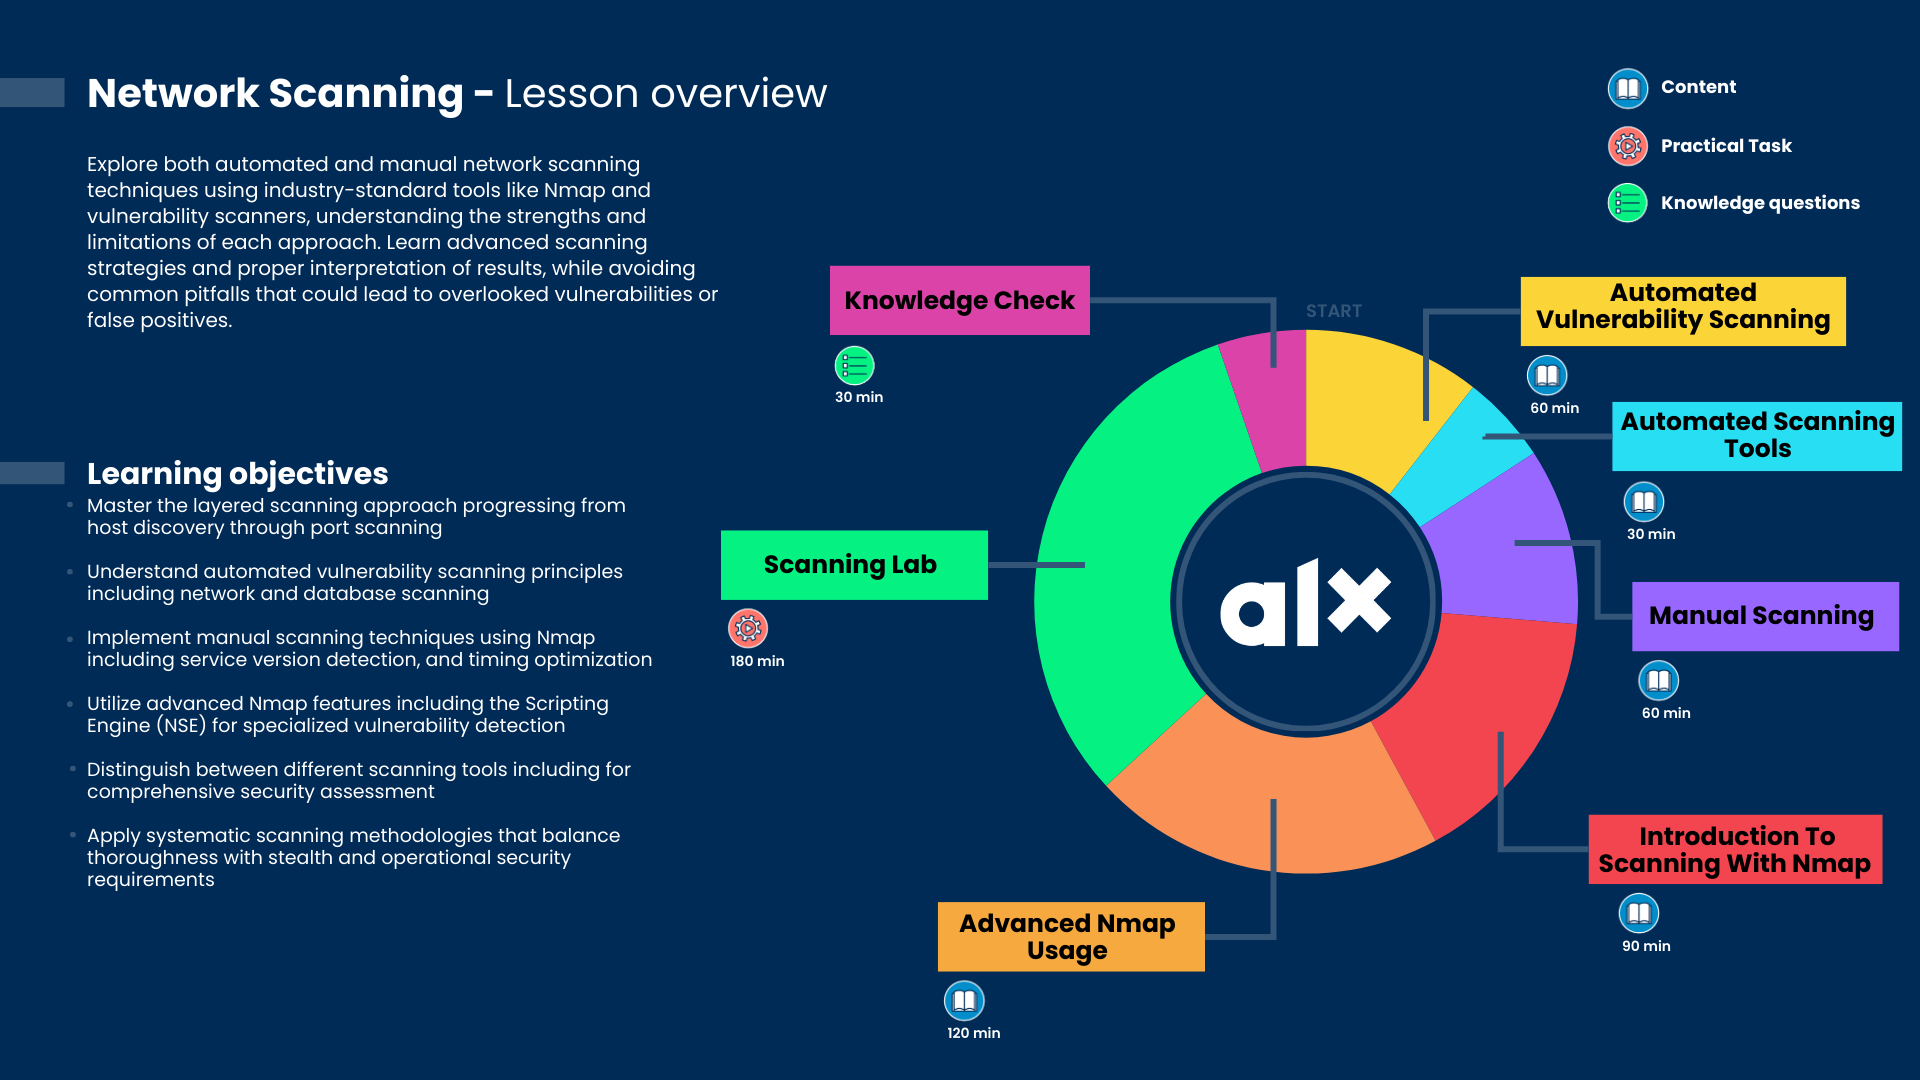 Network Scanning - Lesson overview
Explore both automated and manual network scanning
techniques using industry-standard tools like Nmap and
vulnerability scanners, understanding the strengths and
limitations of each approach. Learn advanced scanning
strategies and proper interpretation of results, while avoiding
common pitfalls that could lead to overlooked vulnerabilities or
false positives.
Learning objectives
Master the layered scanning approach progressing from
host discovery through port scanning
Understand automated vulnerability scanning principles
including network and database scanning
Implement manual scanning techniques using Nmap
including service version detection, and timing optimization
Utilize advanced Nmap features including the Scripting
Engine (NSE) for specialized vulnerability detection
Distinguish between different scanning tools including for
comprehensive security assessment
Apply systematic scanning methodologies that balance
thoroughness with stealth and operational security
requirements
Content
Practical Task
Knowledge questions
START
Automated
Vulnerability Scanning
60 min
Automated Scanning
Tools
30 min
Manual Scanning
60 min
Introduction To
Scanning With Nmap
90 min
Advanced Nmap
Usage
120 min
Scanning Lab
180 min
Knowledge Check
30 min
alx